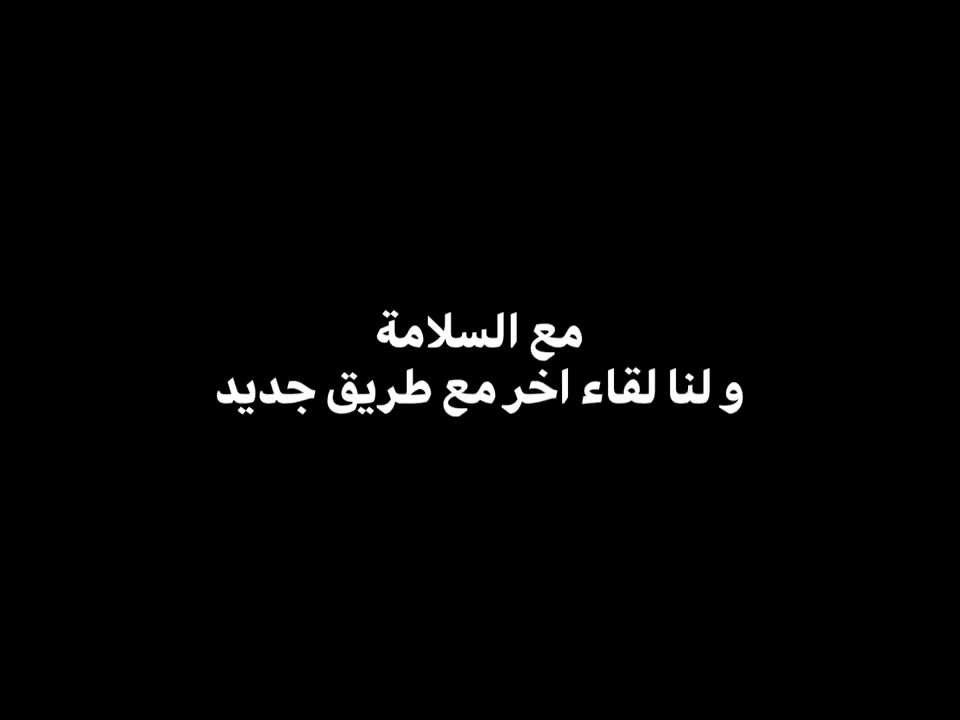 مع السلامة
و لنا لقاء اخر مع طريق جديد